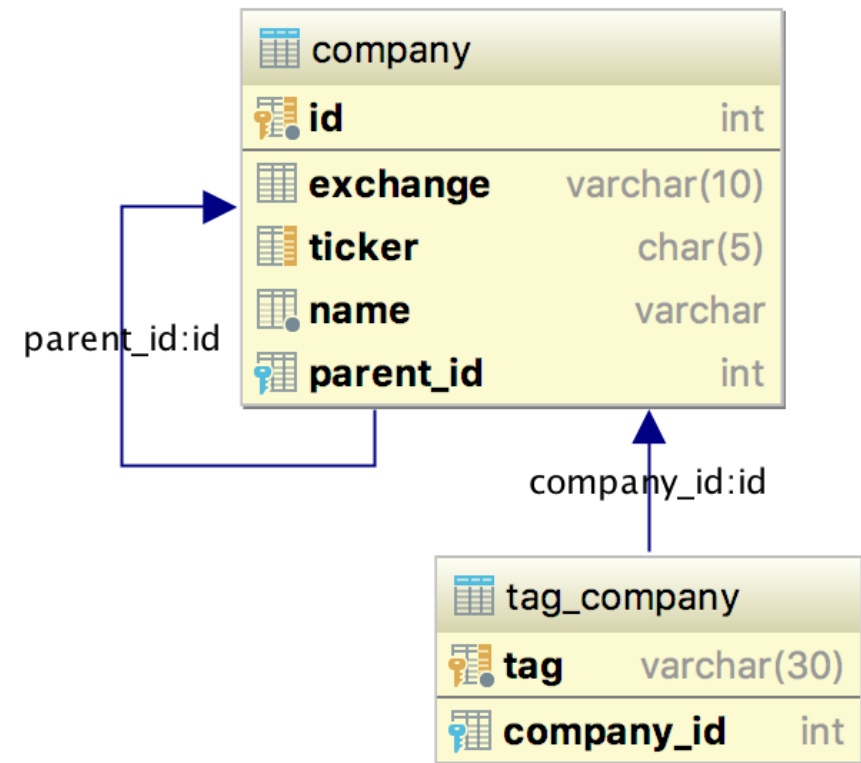 company
id int
exchange varchar(10)
ticker char(5)
name varchar
parent_id:id
parent_id int
company_id:id
tag_company
tag varchar(30)
company_id int